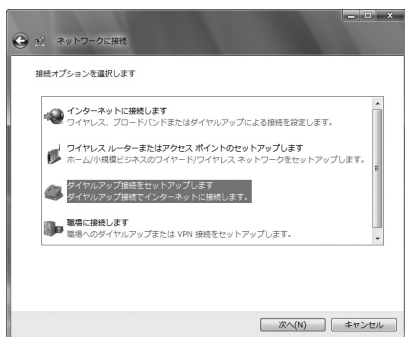 ネットワークに接続
接続オプションを選択します
インターネットに接続します
ワイヤレス、ブロードバンドまたはダイヤルアップによる接続を設定します。
ワイヤレス ルーターまたはアクセス ポイントのセットアップします
ホーム/小規模ビジネスのワイヤード/ワイヤレス ネットワークをセットアップします。
ダイヤルアップ接続をセットアップします
ダイヤルアップ接続でインターネットに接続します。
職場に接続します
職場へのダイヤルアップまたは VPN 接続をセットアップします。
次へ(N)
キャンセル